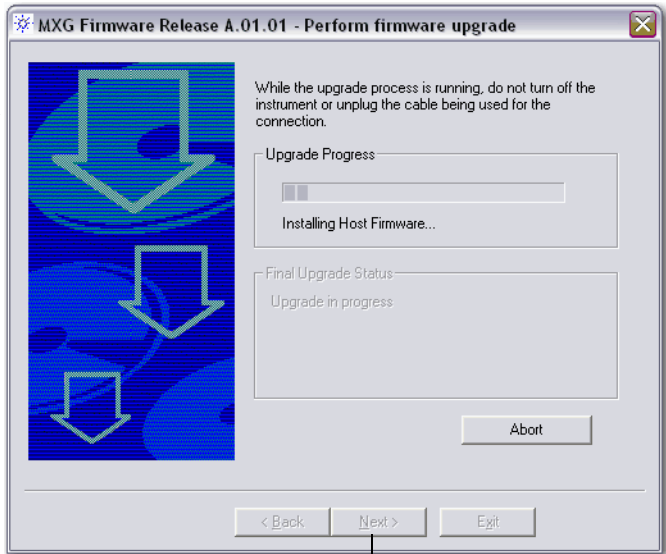 MXG Firmware Release A.01.01 - Perform firmware upgrade
While the upgrade process is running, do not turn off the
instrument or unplug the cable being used for the
connection.
Upgrade Progress
Installing Host Firmware...
Final Upgrade Status
Upgrade in progress
Abort
< Back
Next >
Exit